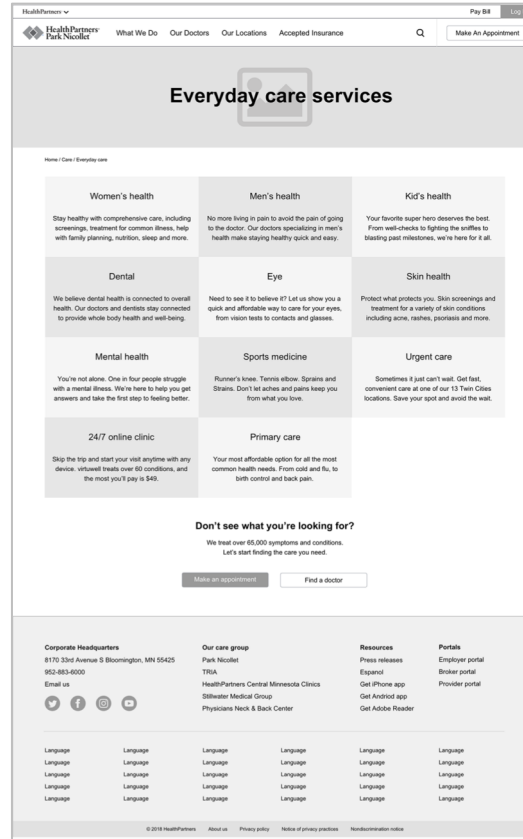 HealthPartners
Pay Bill
Log
HealthPartners
Park Nicollet
What We Do
Our Doctors
Our Locations
Accepted Insurance
Make An Appointment
Everyday care services
Home / Care / Everyday care
Women's health
Stay healthy with comprehensive care, including
screenings, treatment for common illness, help
with family planning, nutrition, sleep and more.
Men's health
No more living in pain to avoid the pain of going
to the doctor. Our doctors specializing in men's
health make staying healthy quick and easy.
Kid's health
Your favorite super hero deserves the best.
From well-checks to fighting the sniffles to
blasting past milestones, we're here for it all.
Dental
We believe dental health is connected to overall
health. Our doctors and dentists stay connected
to provide whole body health and well-being.
Eye
Need to see it to believe it? Let us show you a
quick and affordable way to care for your eyes,
from vision tests to contacts and glasses.
Skin health
Protect what protects you. Skin screenings and
treatment for a variety of skin conditions
including acne, rashes, psoriasis and more.
Mental health
You're not alone. One in four people struggle
with a mental illness. We're here to help you get
answers and take the first step to feeling better.
Sports medicine
Runner's knee. Tennis elbow. Sprains and
Strains. Don't let aches and pains keep you
from what you love.
Urgent care
Sometimes it just can't wait. Get fast,
convenient care at one of our 13 Twin Cities
locations. Save your spot and avoid the wait.
24/7 online clinic
Skip the trip and start your visit anytime with any
device. virtuwell treats over 60 conditions, and
the most you'll pay is $49.
Primary care
Your most affordable option for all the most
common health needs. From cold and flu, to
birth control and back pain.
Don't see what you're looking for?
We treat over 65,000 symptoms and conditions.
Let's start finding the care you need.
Make an appointment
Find a doctor
Corporate Headquarters
8170 33rd Avenue S Bloomington, MN 55425
952-883-6000
Email us
Our care group
Park Nicollet
TRIA
HealthPartners Central Minnesota Clinics
Stillwater Medical Group
Physicians Neck & Back Center
Resources
Press releases
Espanol
Get iPhone app
Get Andriod app
Get Adobe Reader
Portals
Employer portal
Broker portal
Provider portal
Language Language Language Language Language Language
Language Language Language Language Language Language
Language Language Language Language Language Language
Language Language Language Language Language Language
Language Language Language Language Language Language
© 2018 HealthPartners About us Privacy policy Notice of privacy practices Nondiscrimination notice